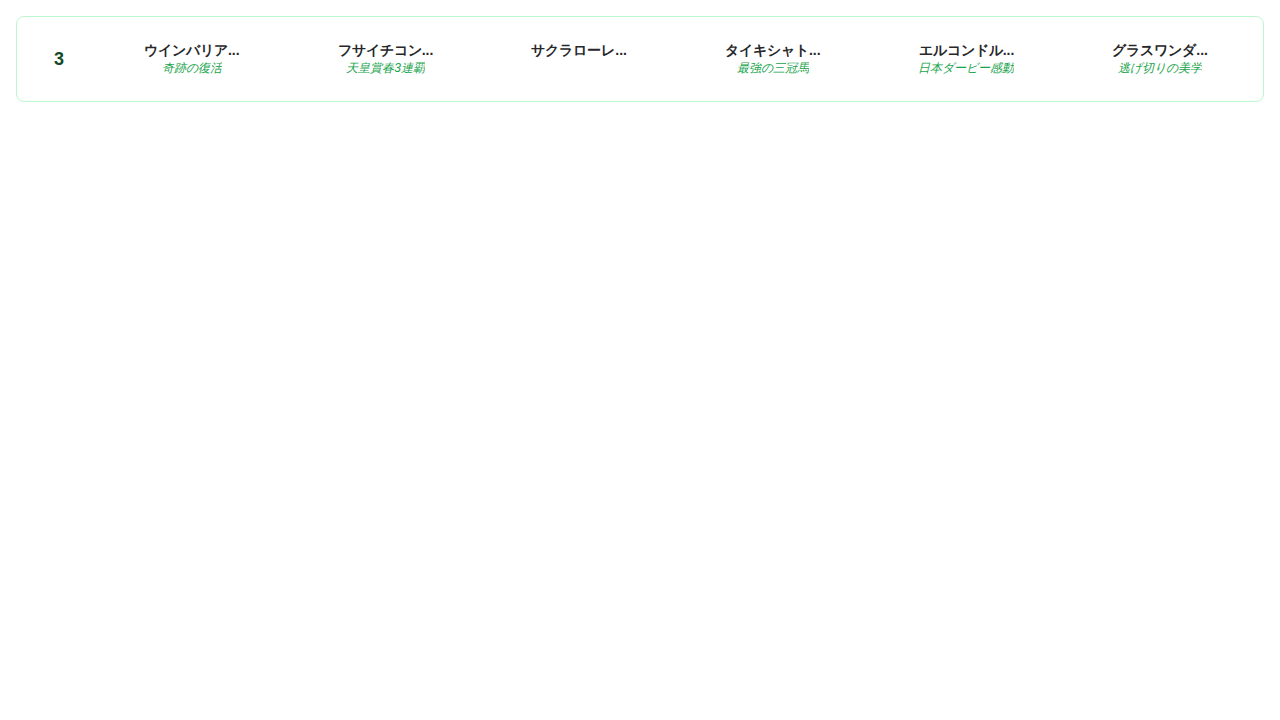 3
ウインバリア...
奇跡の復活
フサイチコン...
天皇賞春3連覇
サクラローレ...
タイキシャト...
最強の三冠馬
エルコンドル...
日本ダービー感動
グラスワンダ...
逃げ切りの美学